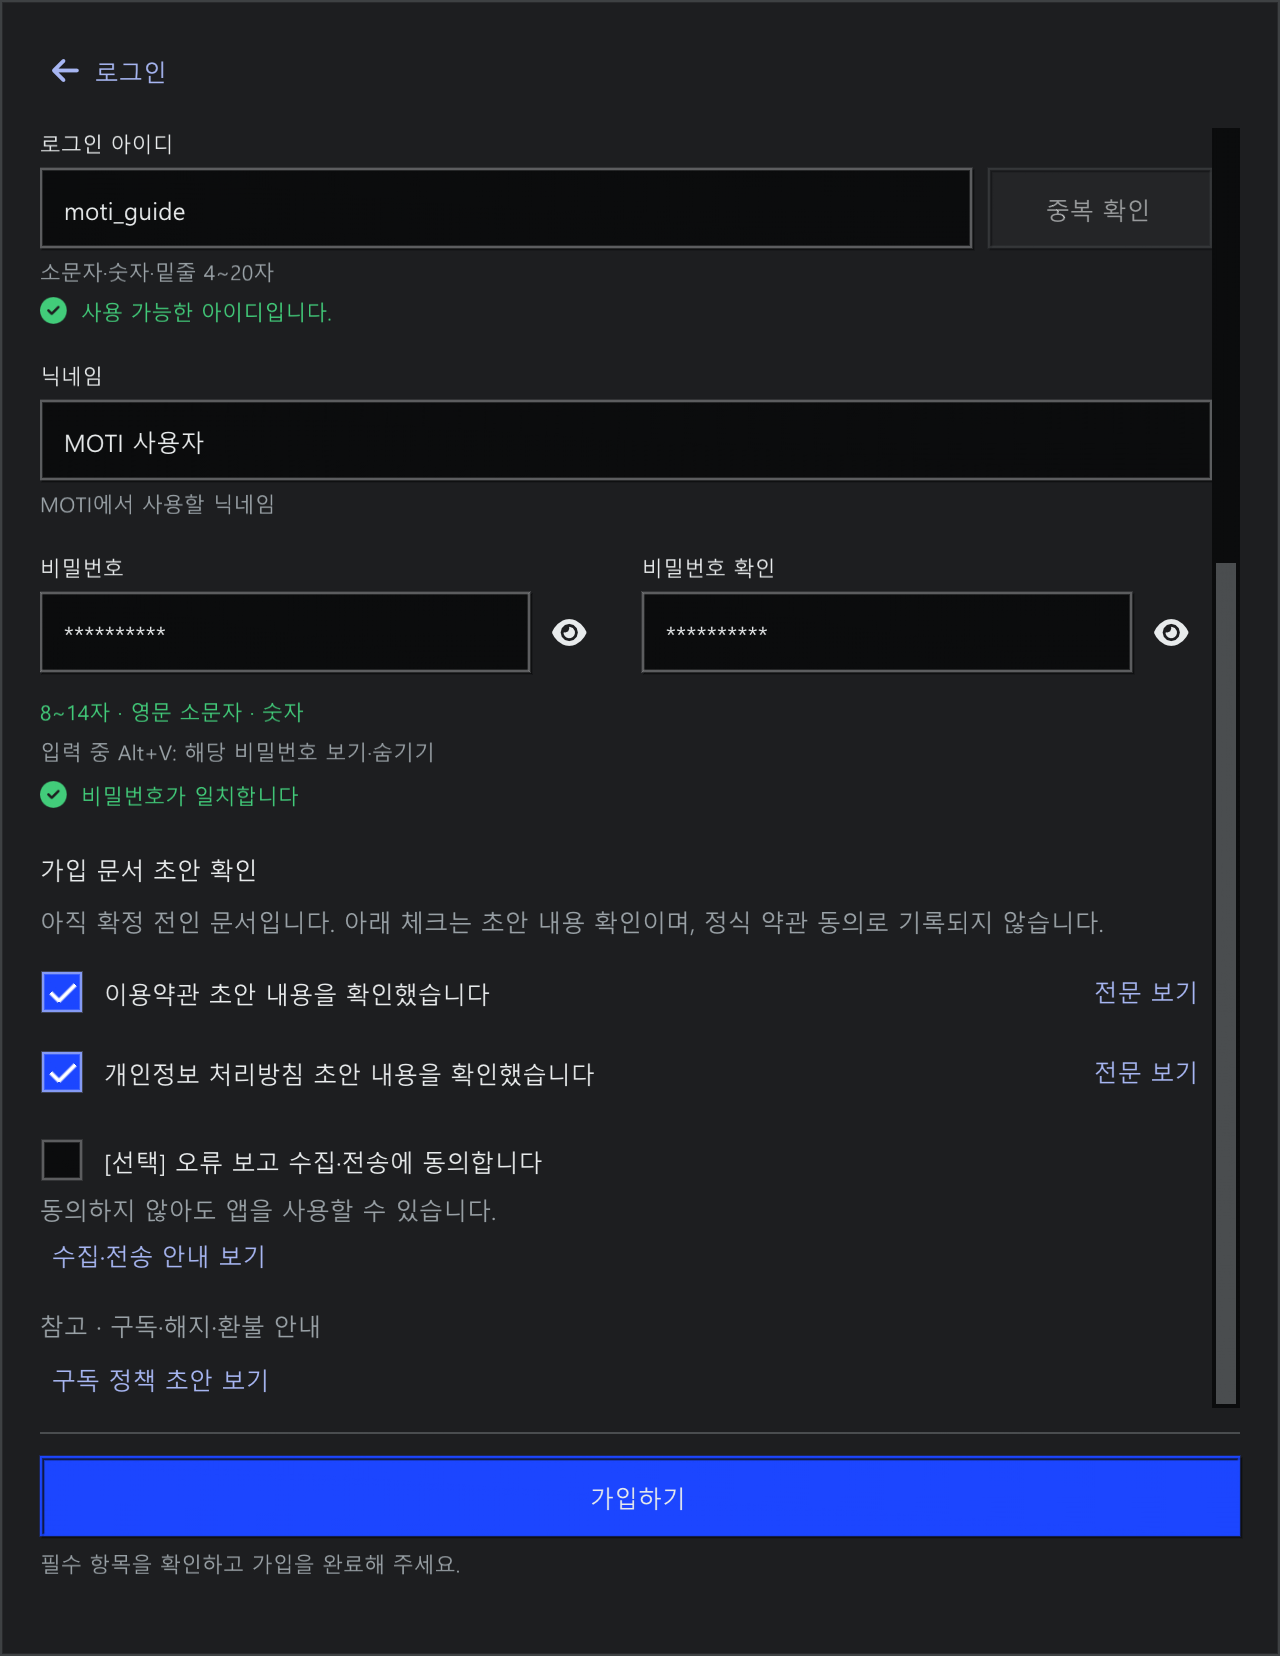 로그인
로그인 아이디
moti_guide
중복 확인
소문자·숫자·밑줄 4~20자
사용 가능한 아이디입니다.
닉네임
MOTI 사용자
MOTI에서 사용할 닉네임
비밀번호
비밀번호 확인
**********
**********
8~14자 · 영문 소문자 · 숫자
입력 중 Alt+V: 해당 비밀번호 보기·숨기기
비밀번호가 일치합니다
가입 문서 초안 확인
아직 확정 전인 문서입니다. 아래 체크는 초안 내용 확인이며, 정식 약관 동의로 기록되지 않습니다.
이용약관 초안 내용을 확인했습니다
전문 보기
개인정보 처리방침 초안 내용을 확인했습니다
전문 보기
[선택] 오류 보고 수집·전송에 동의합니다
동의하지 않아도 앱을 사용할 수 있습니다.
수집·전송 안내 보기
참고 · 구독·해지·환불 안내
구독 정책 초안 보기
가입하기
필수 항목을 확인하고 가입을 완료해 주세요.